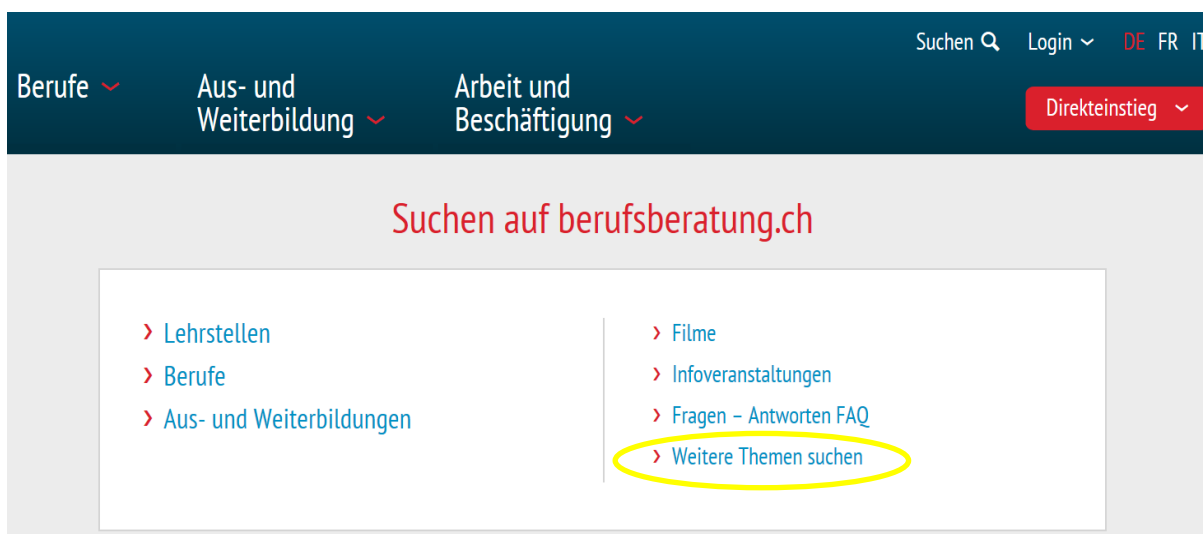 Suchen Login DE FR IT
Berufe
Aus- und
Weiterbildung
Arbeit und
Beschäftigung
Direkteinstieg
Suchen auf berufsberatung.ch
Lehrstellen
Berufe
Aus- und Weiterbildungen
Filme
Infoveranstaltungen
Fragen – Antworten FAQ
Weitere Themen suchen